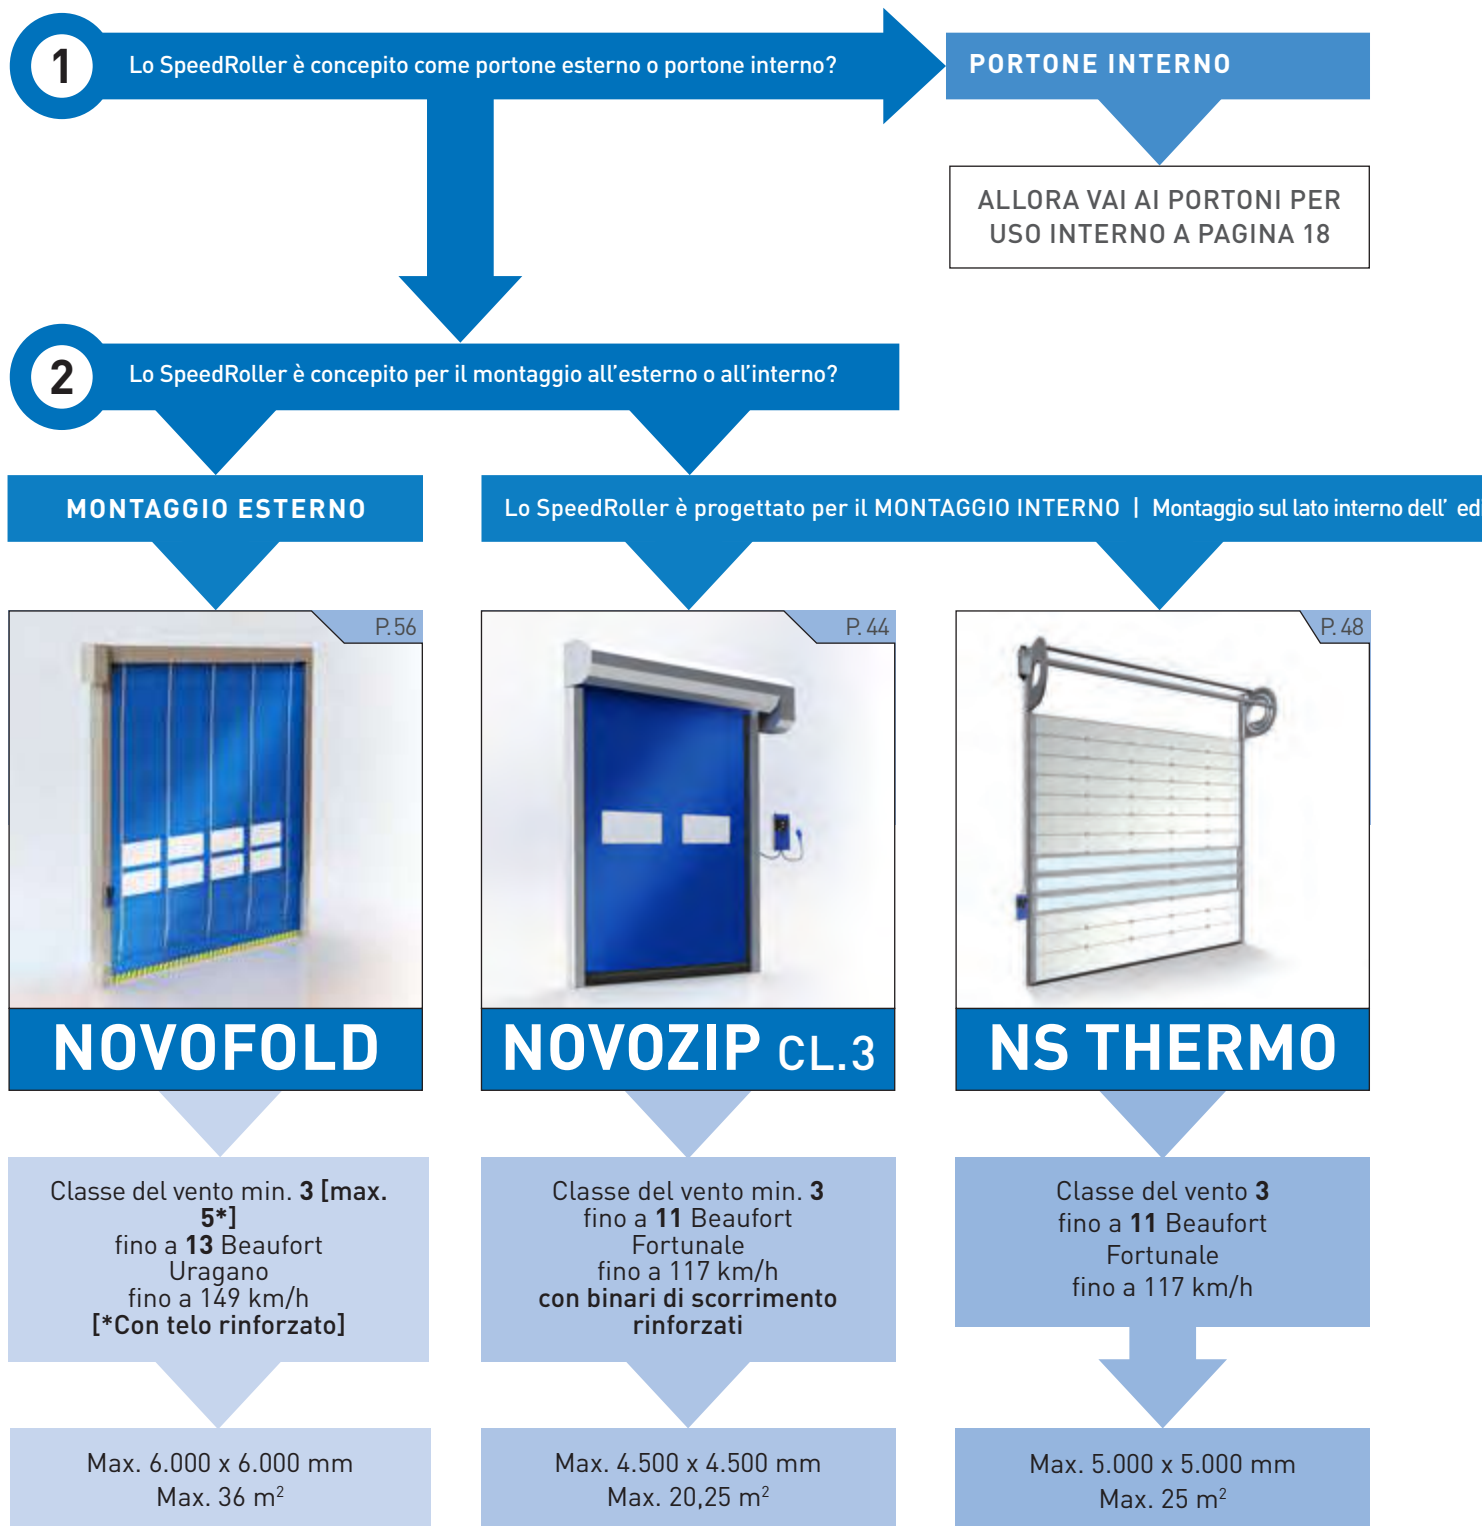 1
Lo SpeedRoller è concepito come portone esterno o portone interno?
PORTONE INTERNO
ALLORA VAI AI PORTONI PER
USO INTERNO A PAGINA 18
2
Lo SpeedRoller è concepito per il montaggio all'esterno o all'interno?
MONTAGGIO ESTERNO
Lo SpeedRoller è progettato per il MONTAGGIO INTERNO | Montaggio sul lato interno dell' ed
P. 56
NOVOFOLD
Classe del vento min. 3 [max.
5*]
fino a 13 Beaufort
Uragano
fino a 149 km/h
[*Con telo rinforzato]
Max. 6.000 x 6.000 mm
Max. 36 m²
P. 44
NOVOZIP CL.3
Classe del vento min. 3
fino a 11 Beaufort
Fortunale
fino a 117 km/h
con binari di scorrimento
rinforzati
Max. 4.500 x 4.500 mm
Max. 20,25 m²
P. 48
NS THERMO
Classe del vento 3
fino a 11 Beaufort
Fortunale
fino a 117 km/h
Max. 5.000 x 5.000 mm
Max. 25 m²